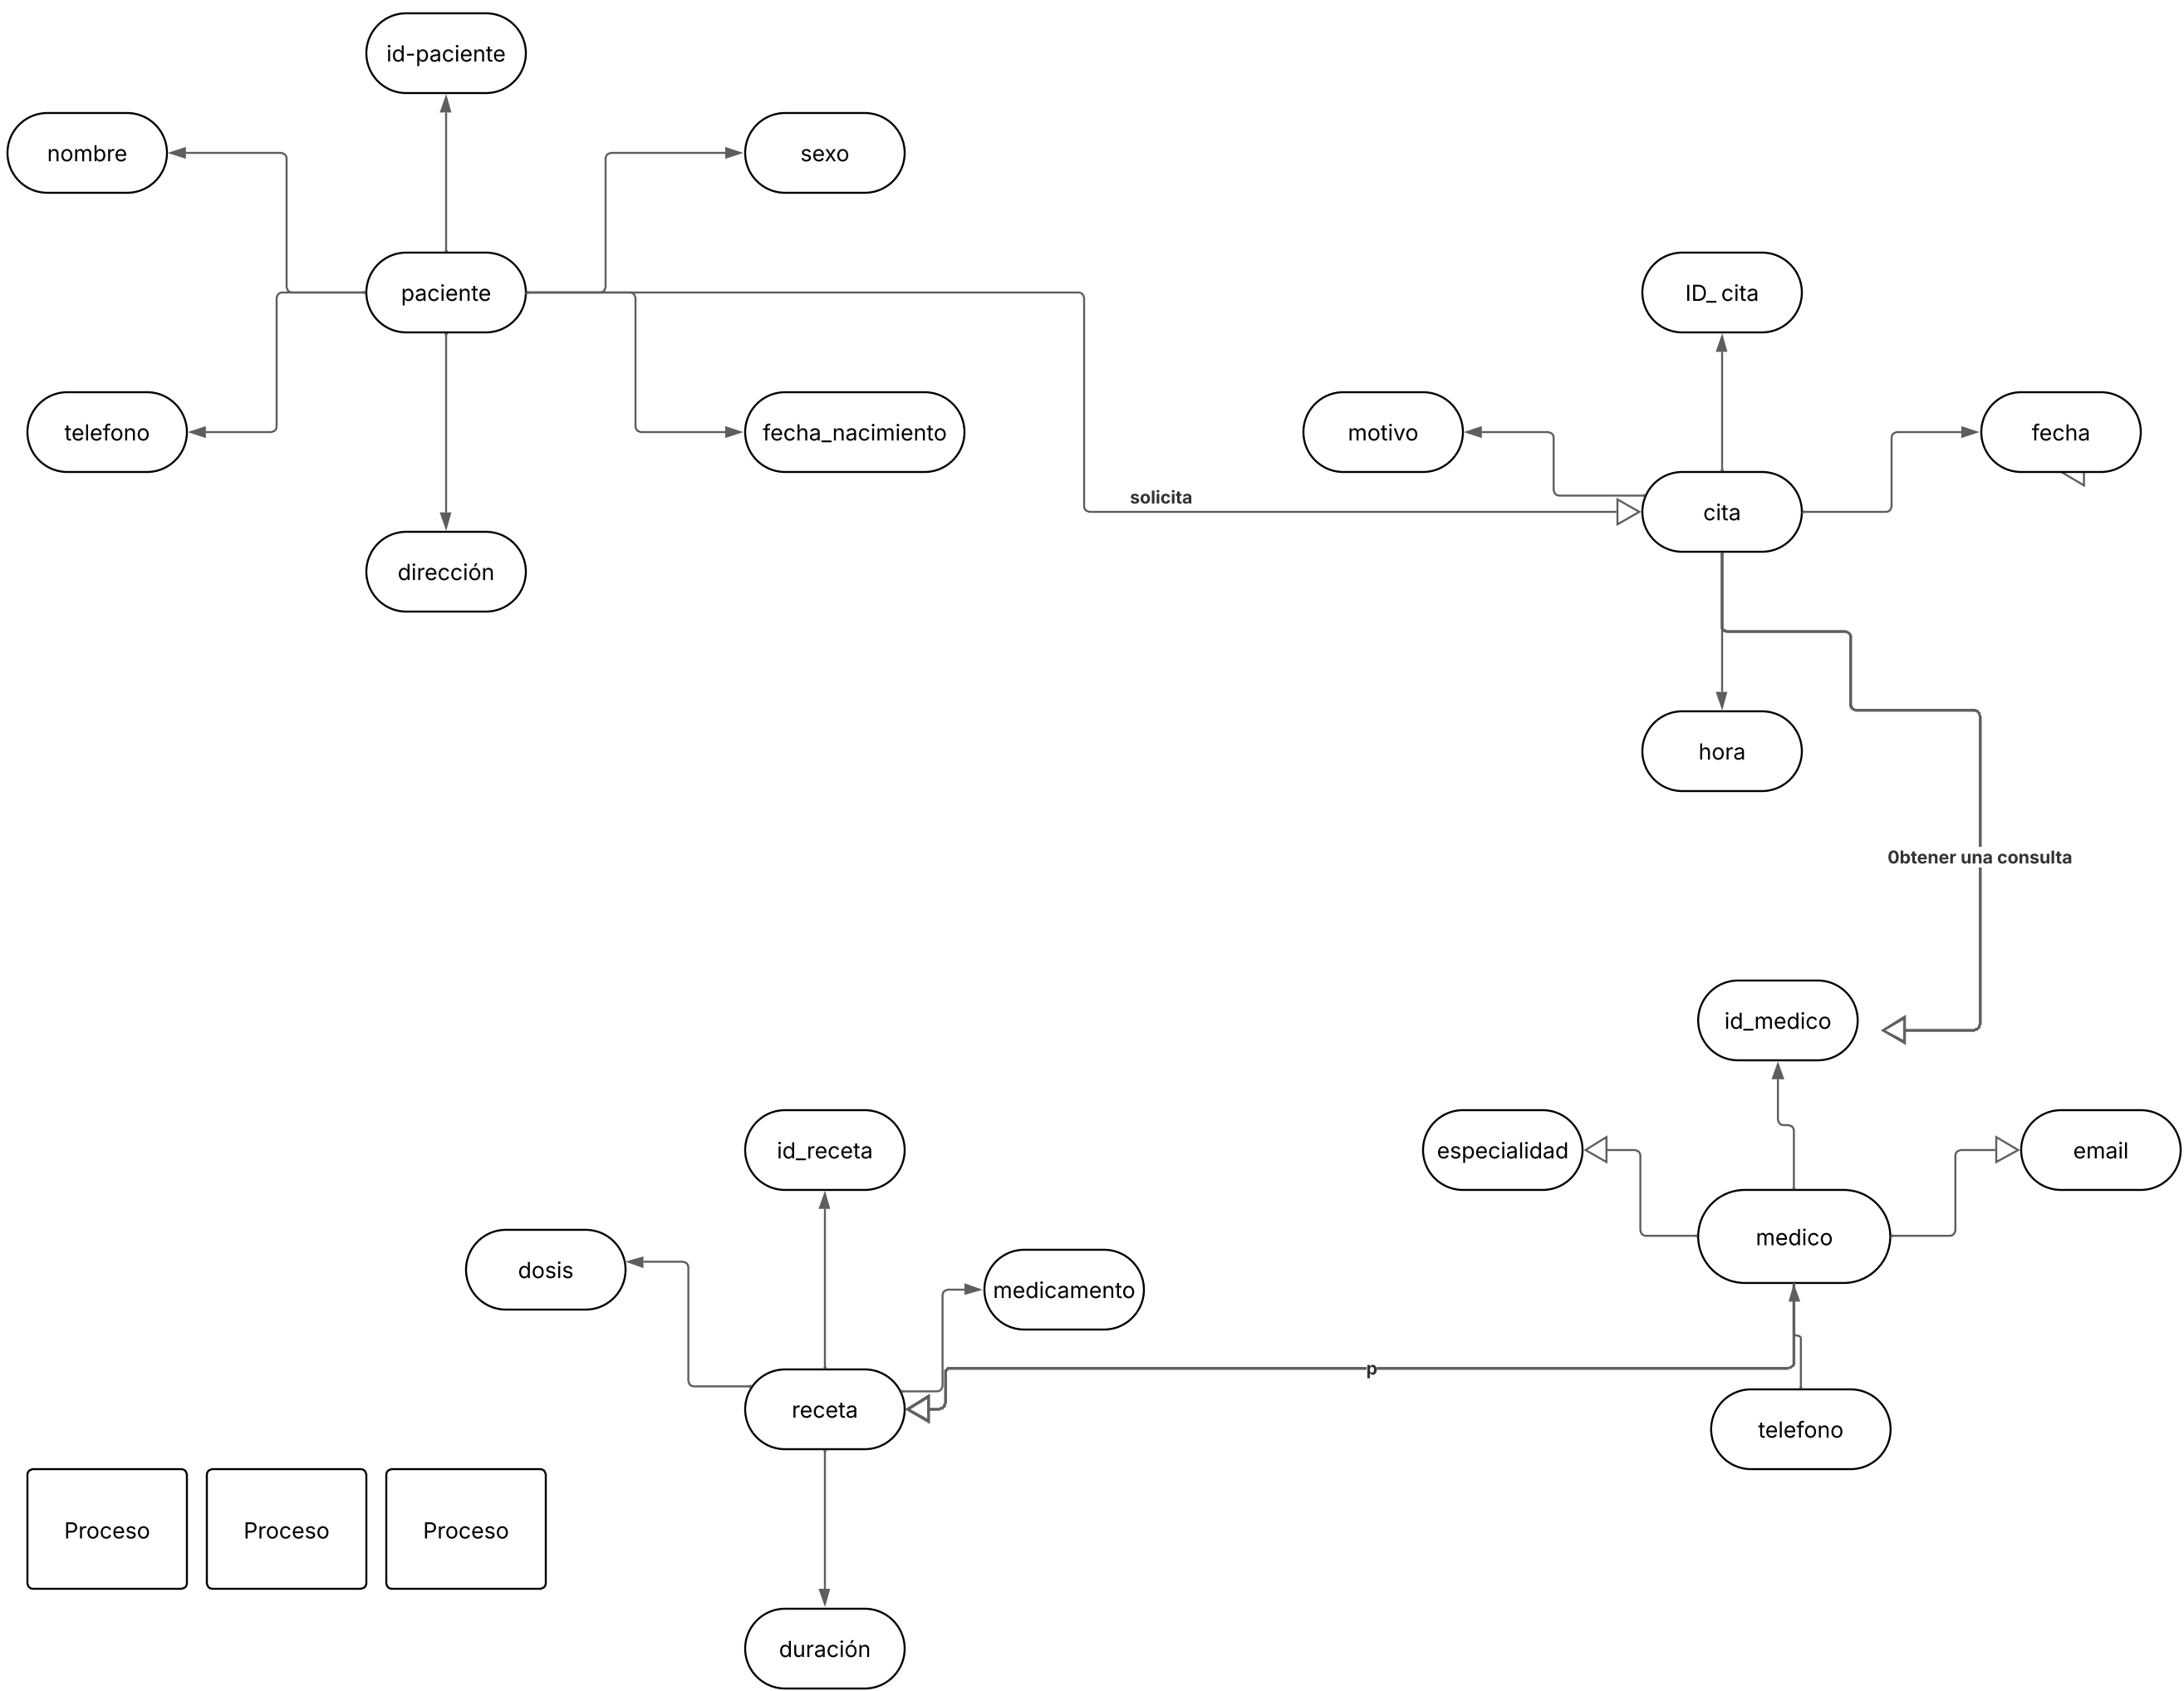 id-paciente
nombre
sexo
paciente
ID_ cita
telefono
fecha_nacimiento
motivo
fecha
solicita
cita
dirección
hora
0btener una consulta
id_medico
id_receta
especialidad
email
medico
dosis
medicamento
p
receta
telefono
Proceso
Proceso
Proceso
duración